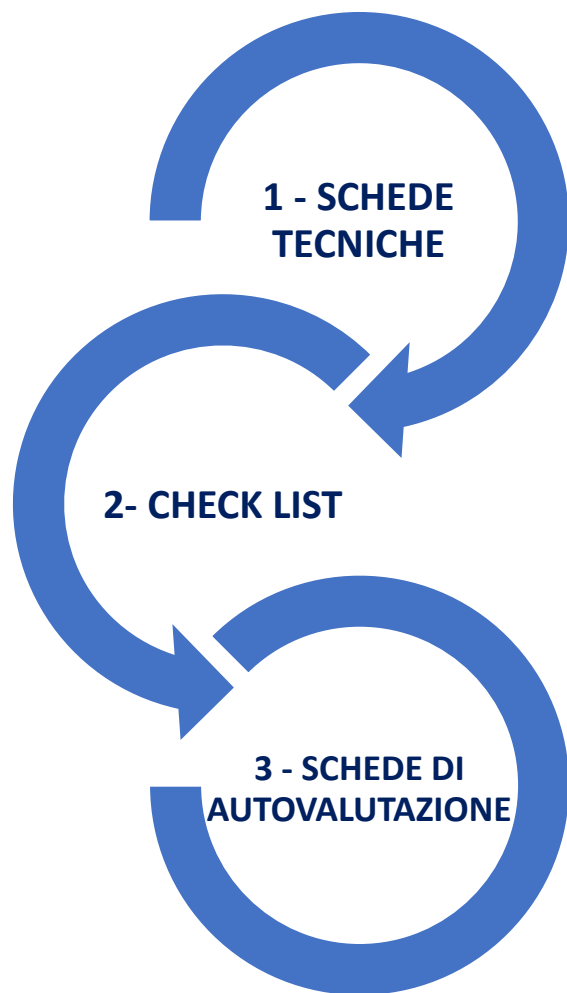 1 - SCHEDE
TECNICHE
2- CHECK LIST
3 - SCHEDE DI
AUTOVALUTAZIONE